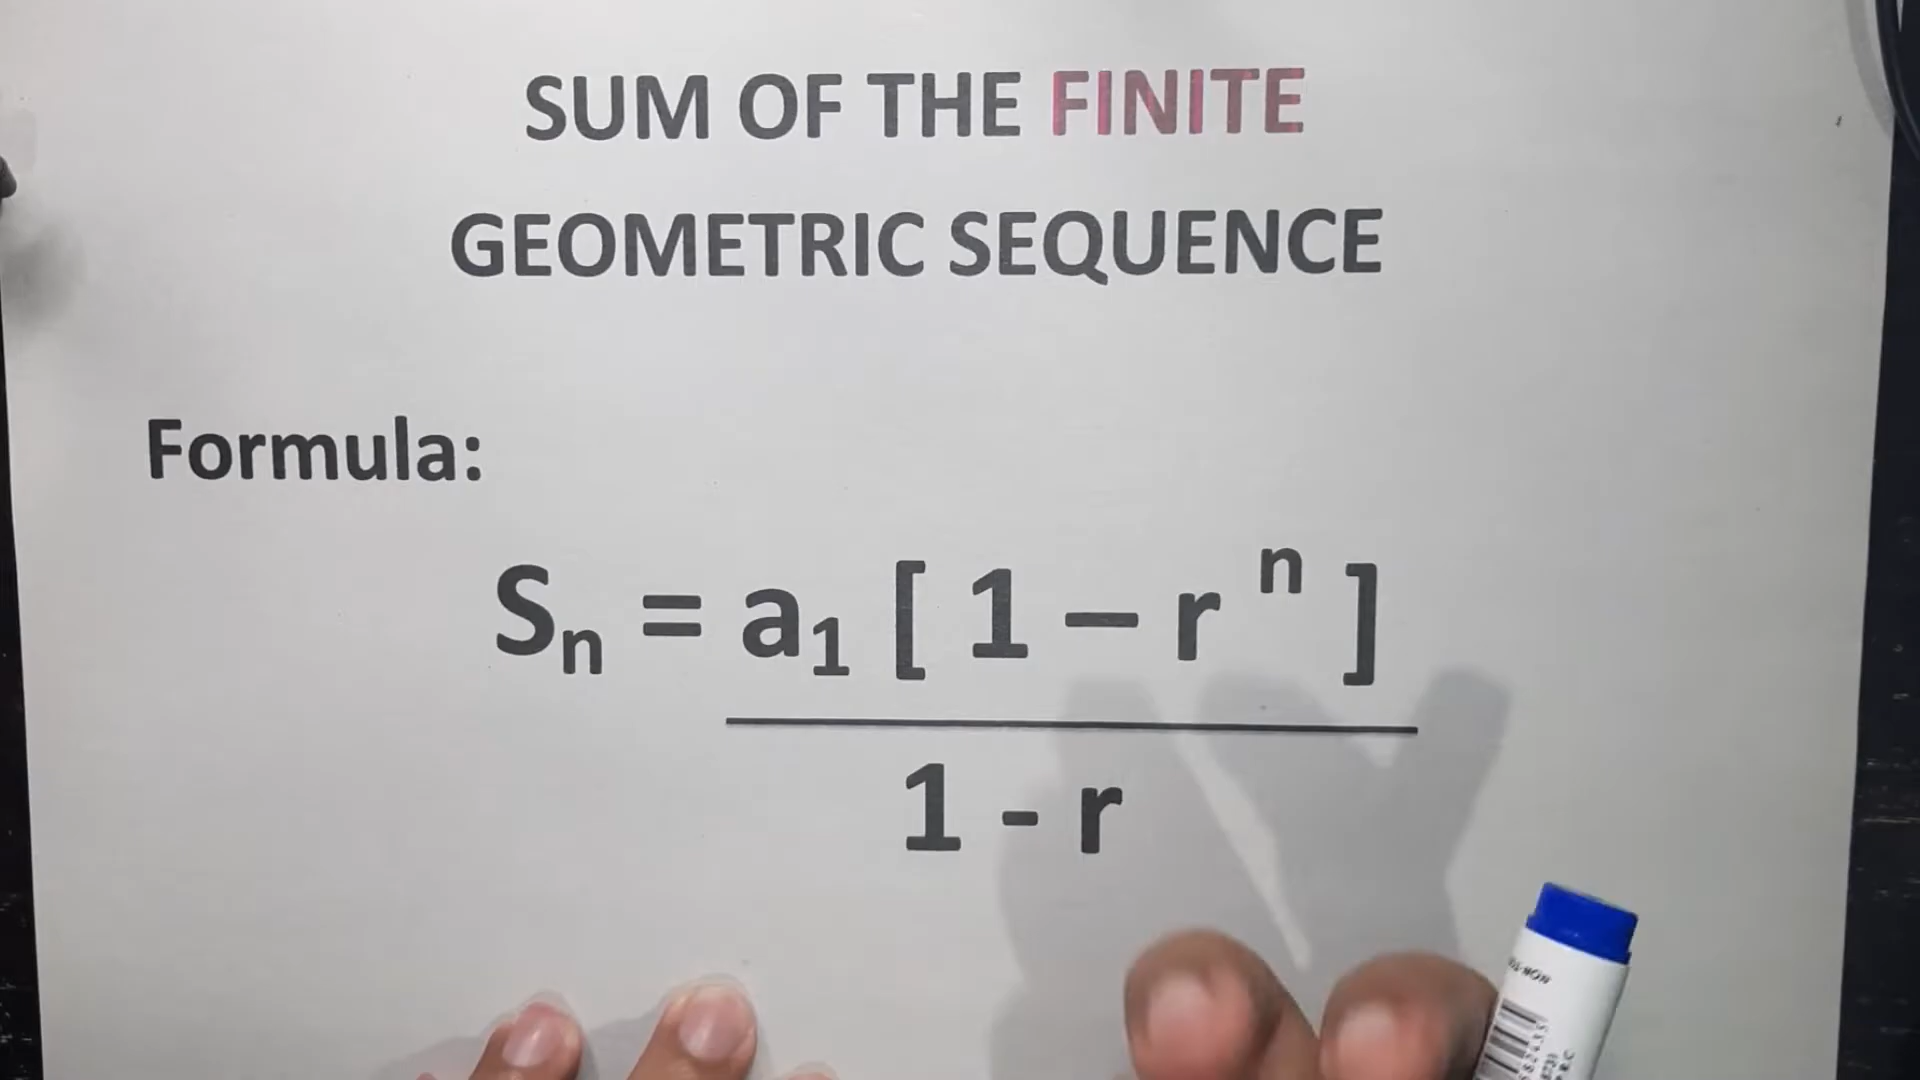 SUM OF THE FINITE
GEOMETRIC SEQUENCE
Formula:
Sₙ = a₁ [ 1 – r ⁿ ]
1 - r